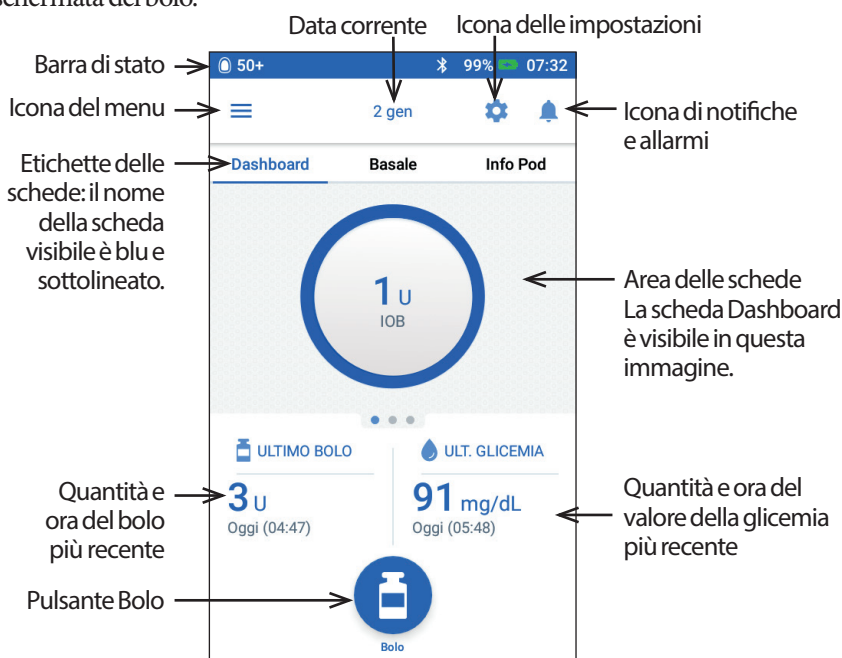 schermata del bolo.
Data corrente
Icona delle impostazioni
Barra di stato
50+
99%
07:32
Icona del menu
2 gen
Icona di notifiche
e allarmi
Etichette delle
schede: il nome
della scheda
visibile è blu e
sottolineato.
Dashboard
Basale
Info Pod
1 U
IOB
Area delle schede
La scheda Dashboard
è visibile in questa
immagine.
ULTIMO BOLO
ULT. GLICEMIA
Quantità e
ora del bolo
più recente
3 U
Oggi (04:47)
91 mg/dL
Oggi (05:48)
Quantità e ora del
valore della glicemia
più recente
Pulsante Bolo
Bolo